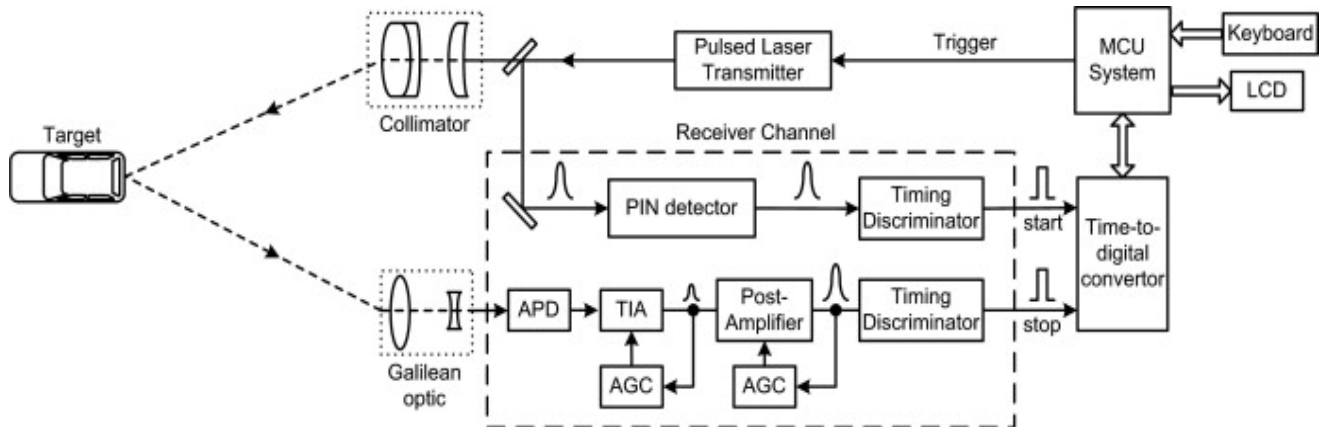 Pulsed Laser
Transmitter
Trigger
MCU
System
Keyboard
LCD
Collimator
Target
Receiver Channel
PIN detector
Timing
Discriminator
start
Time-to-
digital
convertor
APD
TIA
Post-
Amplifier
Timing
Discriminator
stop
AGC
AGC
Galilean
optic